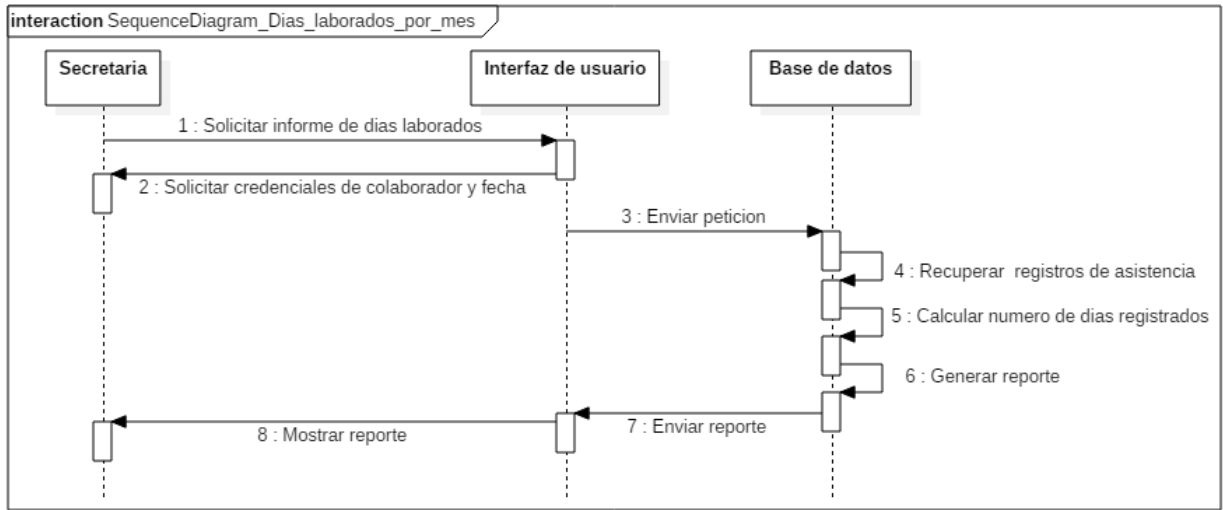 interaction SequenceDiagram_Dias_laborados_por_mes
Secretaria
Interfaz de usuario
Base de datos
1 : Solicitar informe de dias laborados
2 : Solicitar credenciales de colaborador y fecha
3 : Enviar peticion
4 : Recuperar  registros de asistencia
5 : Calcular numero de dias registrados
6 : Generar reporte
7 : Enviar reporte
8 : Mostrar reporte